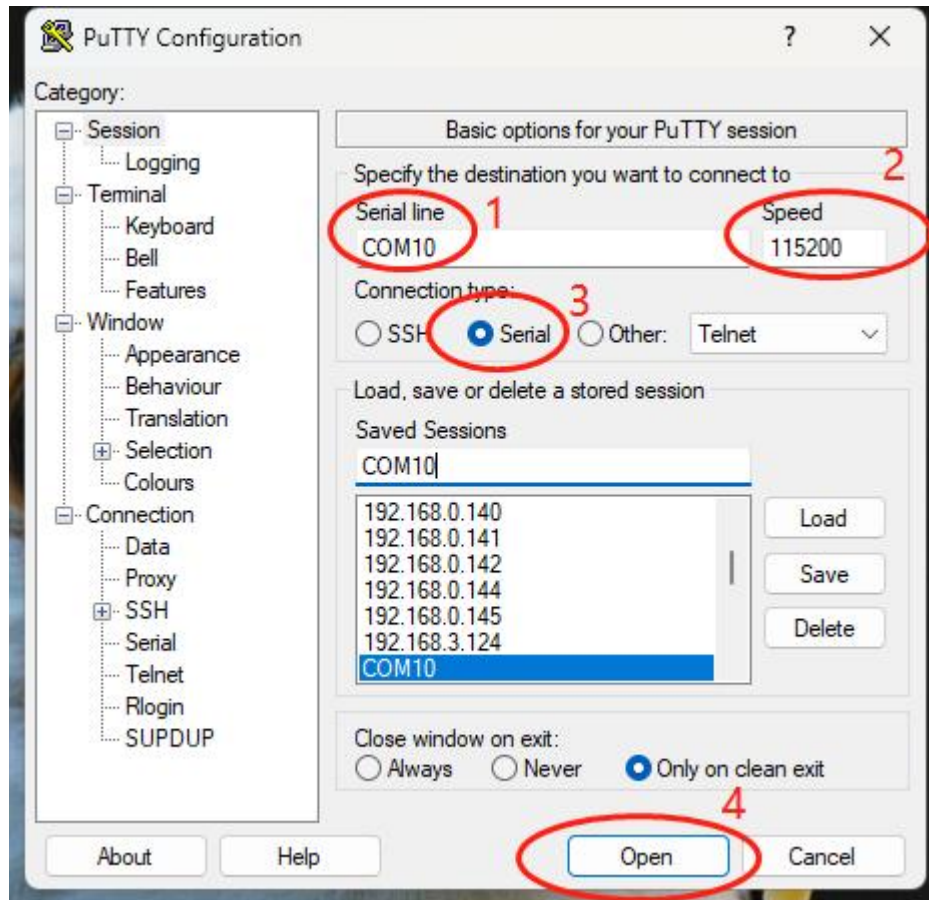 PuTTY Configuration ? ×
Category:
Session
Logging
Terminal
Keyboard
Bell
Features
Window
Appearance
Behaviour
Translation
Selection
Colours
Connection
Data
Proxy
SSH
Serial
Telnet
Rlogin
SUPDUP
Basic options for your PuTTY session
Specify the destination you want to connect to
2
Serial line 1 Speed
COM10 115200
Connection type: 3
SSH Serial Other: Telnet
Load, save or delete a stored session
Saved Sessions
COM10
192.168.0.140
192.168.0.141
192.168.0.142
192.168.0.144
192.168.0.145
192.168.3.124
COM10
Load
Save
Delete
Close window on exit:
Always Never Only on clean exit
4
About Help Open Cancel